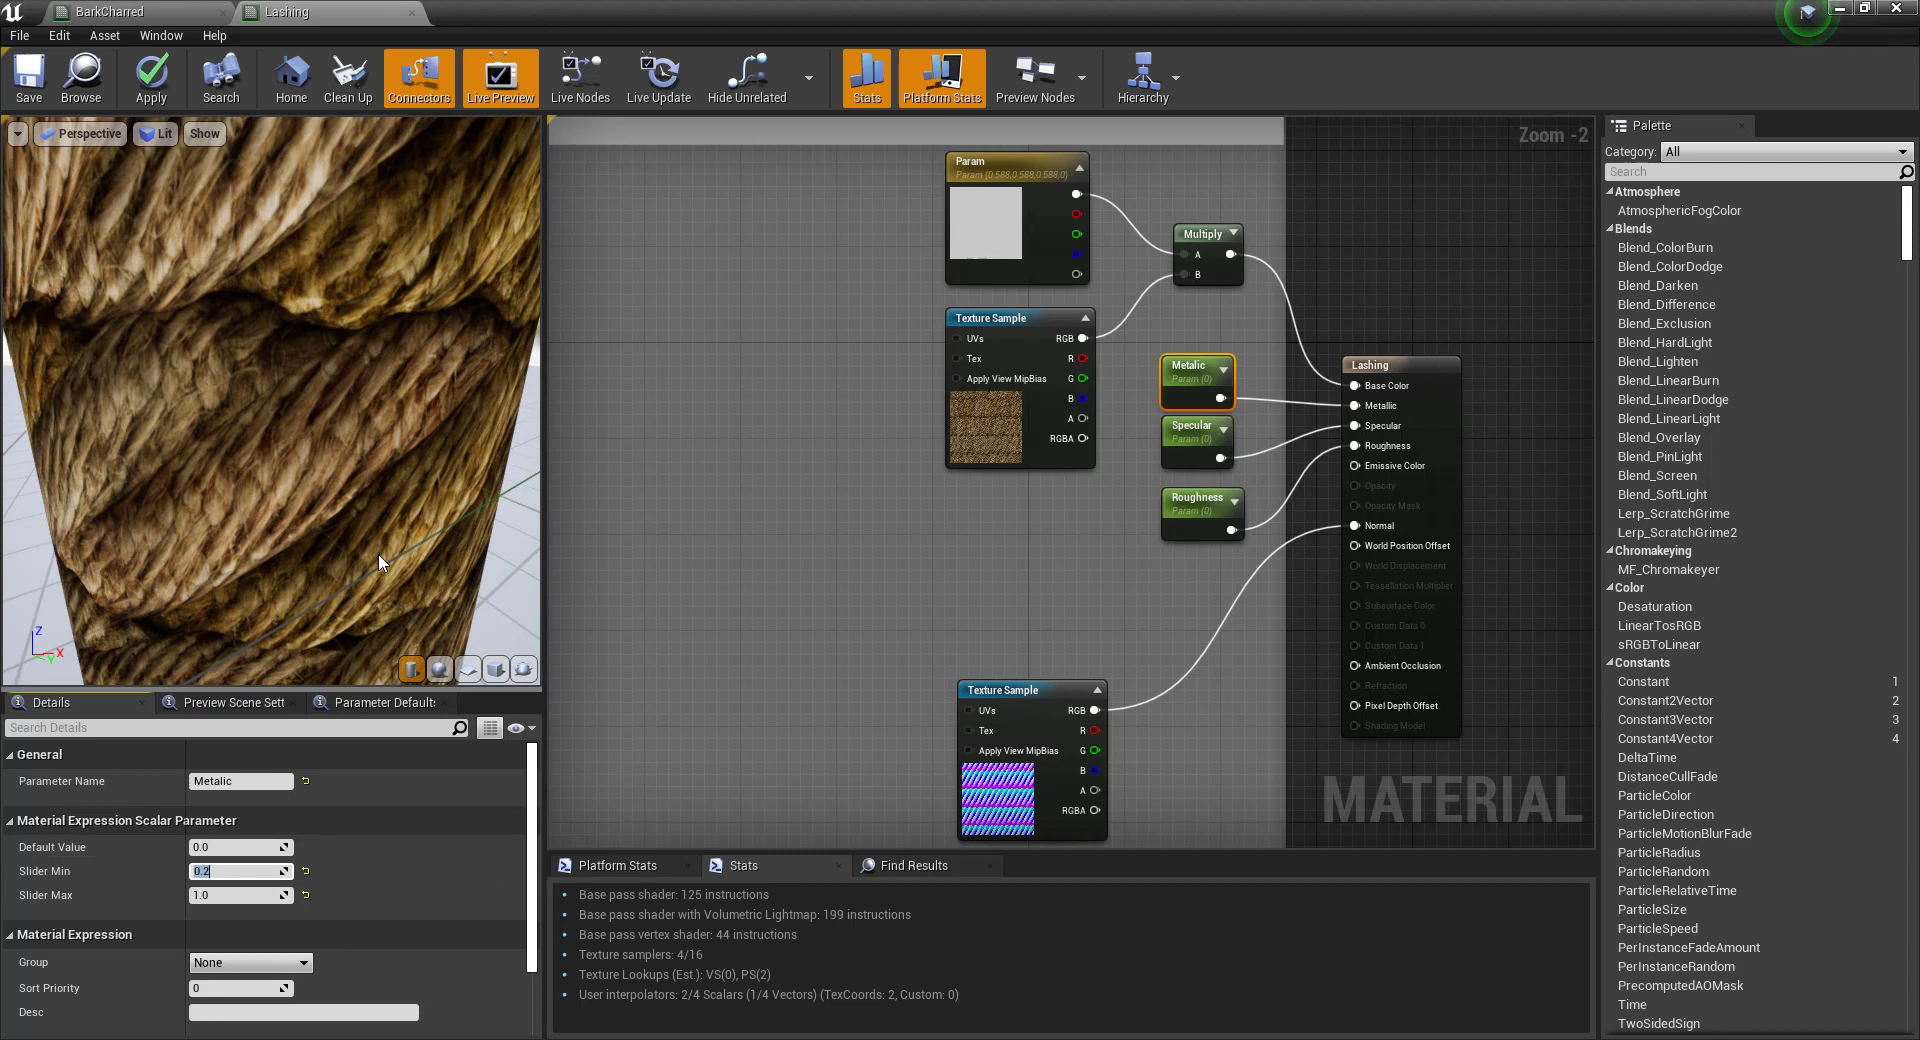 BarkCharred
Lashing
File Edit Asset Window Help
Save Browse Apply Search Home Clean Up Connectors Live Preview Live Nodes Live Update Hide Unrelated Stats Platform Stats Preview Nodes Hierarchy
Perspective Lit Show
Z
X
Y
Details
Preview Scene Sett
Parameter Default
Search Details
General
Parameter Name Metalic
Material Expression Scalar Parameter
Default Value 0.0
Slider Min 0.2
Slider Max 1.0
Material Expression
Group None
Sort Priority 0
Desc
Zoom -2
Param
Param (0.588,0.588,0.588,0)
Multiply
A
B
Texture Sample
UVs RGB
Tex R
Apply View MipBias G
B
A
RGBA
Metalic
Param (0)
Specular
Param (0)
Roughness
Param (0)
Lashing
Base Color
Metallic
Specular
Roughness
Emissive Color
Opacity
Opacity Mask
Normal
World Position Offset
World Displacement
Tessellation Multiplier
Subsurface Color
Custom Data 0
Custom Data 1
Ambient Occlusion
Refraction
Pixel Depth Offset
Shading Model
Texture Sample
UVs RGB
Tex R
Apply View MipBias G
B
A
RGBA
MATERIAL
Platform Stats
Stats
Find Results
Base pass shader: 125 instructions
Base pass shader with Volumetric Lightmap: 199 instructions
Base pass vertex shader: 44 instructions
Texture samplers: 4/16
Texture Lookups (Est.): VS(0), PS(2)
User interpolators: 2/4 Scalars (1/4 Vectors) (TexCoords: 2, Custom: 0)
Palette
Category: All
Search
Atmosphere
AtmosphericFogColor
Blends
Blend_ColorBurn
Blend_ColorDodge
Blend_Darken
Blend_Difference
Blend_Exclusion
Blend_HardLight
Blend_Lighten
Blend_LinearBurn
Blend_LinearDodge
Blend_LinearLight
Blend_Overlay
Blend_PinLight
Blend_Screen
Blend_SoftLight
Lerp_ScratchGrime
Lerp_ScratchGrime2
Chromakeying
MF_Chromakeyer
Color
Desaturation
LinearTosRGB
sRGBToLinear
Constants
Constant 1
Constant2Vector 2
Constant3Vector 3
Constant4Vector 4
DeltaTime
DistanceCullFade
ParticleColor
ParticleDirection
ParticleMotionBlurFade
ParticleRadius
ParticleRandom
ParticleRelativeTime
ParticleSize
ParticleSpeed
PerInstanceFadeAmount
PerInstanceRandom
PrecomputedAOMask
Time
TwoSidedSign